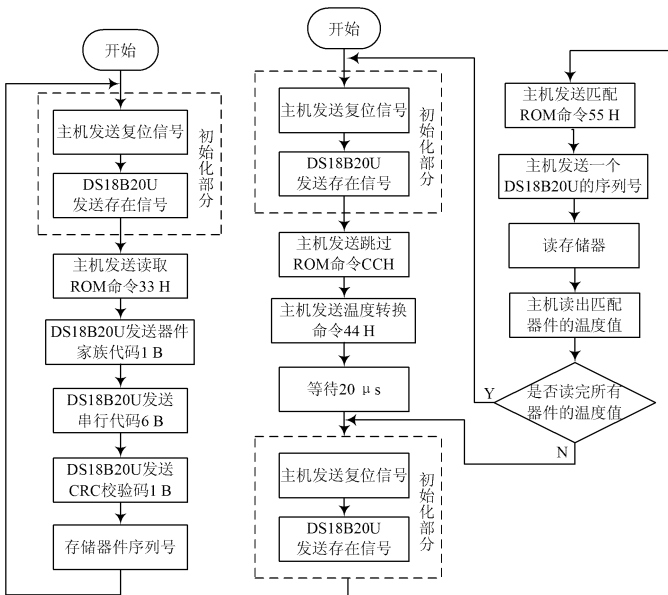 开始
主机发送复位信号
DS18B20U
发送存在信号
初始化部分
主机发送读取
ROM命令33 H
DS18B20U发送器件
家族代码1 B
DS18B20U发送
串行代码6 B
DS18B20U发送
CRC校验码1 B
存储器件序列号
开始
主机发送复位信号
DS18B20U
发送存在信号
初始化部分
主机发送跳过
ROM命令CCH
主机发送温度转换
命令44 H
等待20 μs
主机发送复位信号
DS18B20U
发送存在信号
初始化部分
主机发送匹配
ROM命令55 H
主机发送一个
DS18B20U的序列号
读存储器
主机读出匹配
器件的温度值
是否读完所有
器件的温度值
Y
N